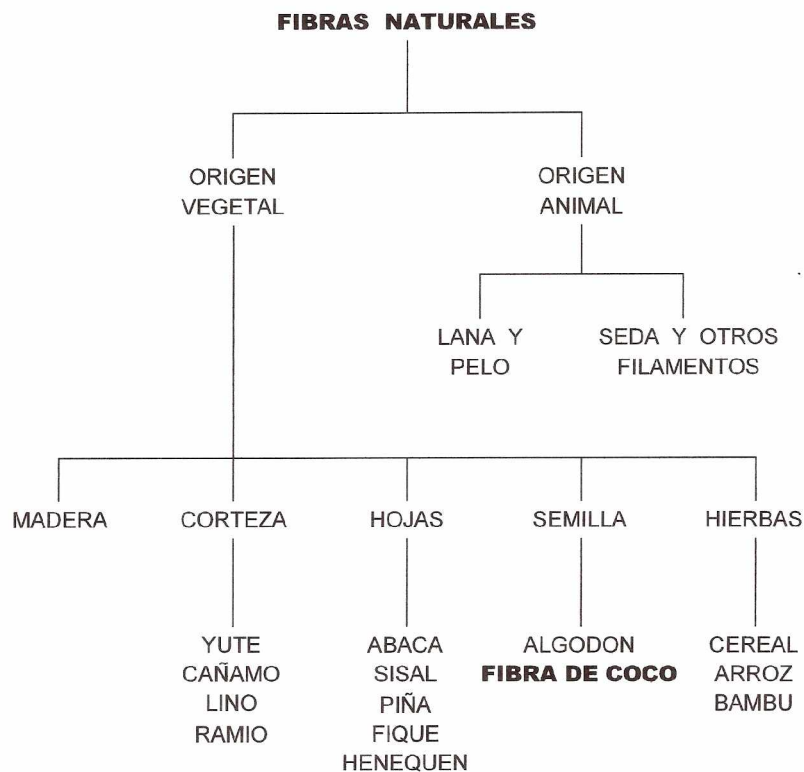 FIBRAS NATURALES
ORIGEN
VEGETAL
ORIGEN
ANIMAL
LANA Y
PELO
SEDA Y OTROS
FILAMENTOS
MADERA
CORTEZA
HOJAS
SEMILLA
HIERBAS
YUTE
CAÑAMO
LINO
RAMIO
ABACA
SISAL
PIÑA
FIQUE
HENEQUEN
ALGODON
FIBRA DE COCO
CEREAL
ARROZ
BAMBU